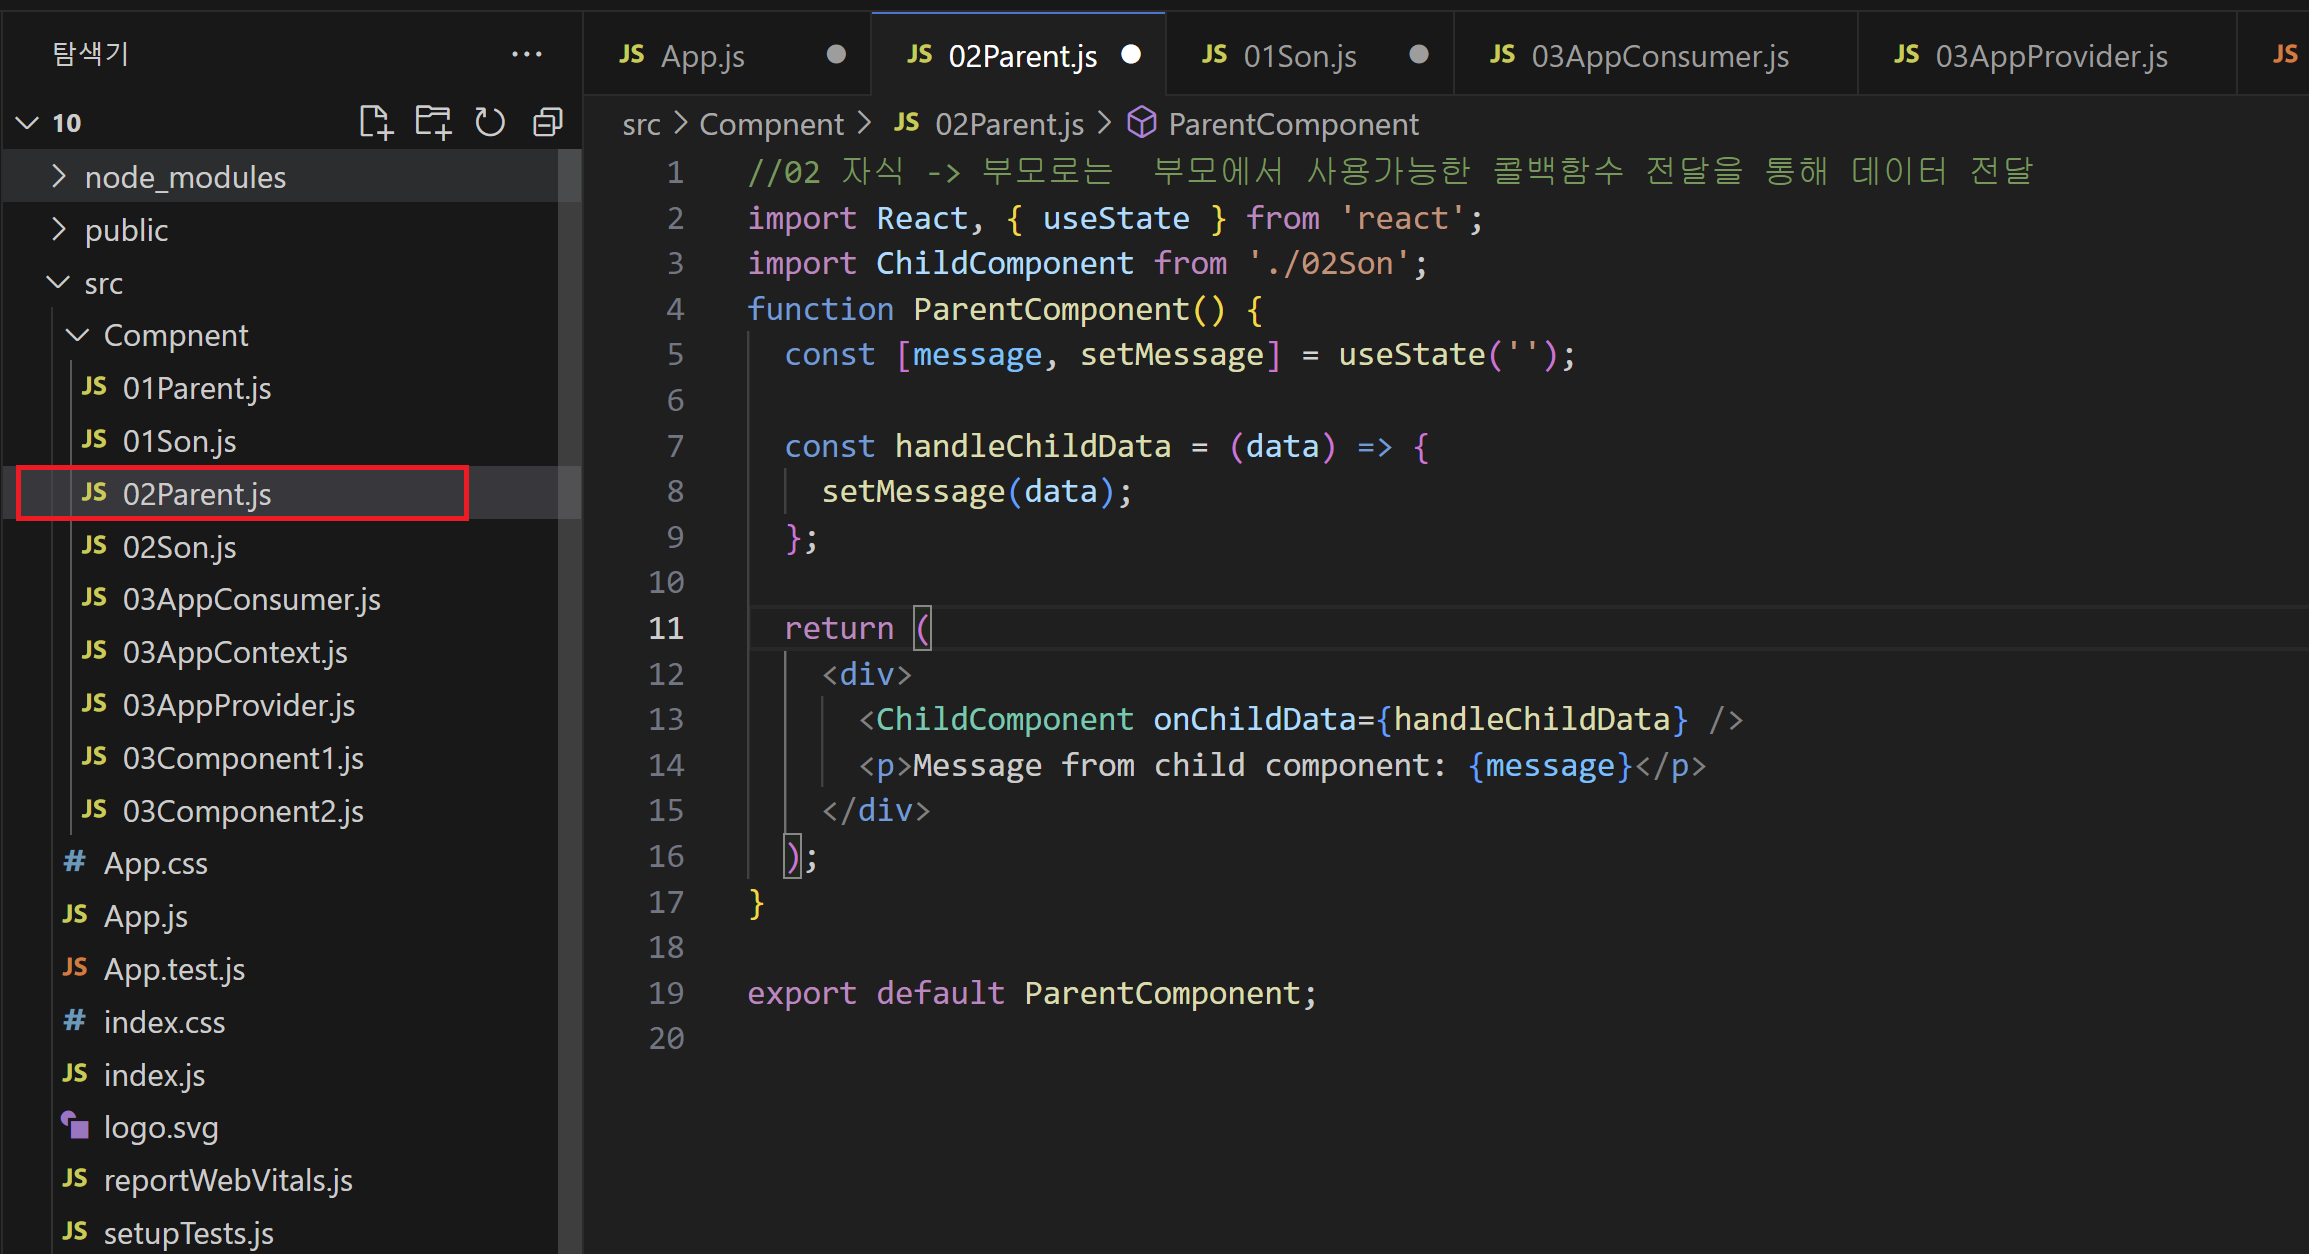 탐색기
10
node_modules
public
src
Compnent
JS 01Parent.js
JS 01Son.js
JS 02Parent.js
JS 02Son.js
JS 03AppConsumer.js
JS 03AppContext.js
JS 03AppProvider.js
JS 03Component1.js
JS 03Component2.js
# App.css
JS App.js
JS App.test.js
# index.css
JS index.js
logo.svg
JS reportWebVitals.js
JS setupTests.js
JS App.js
JS 02Parent.js
JS 01Son.js
JS 03AppConsumer.js
JS 03AppProvider.js
JS
src > Compnent > JS 02Parent.js > ParentComponent
1 //02 자식 -> 부모로는  부모에서 사용가능한 콜백함수 전달을 통해 데이터 전달
2 import React, { useState } from 'react';
3 import ChildComponent from './02Son';
4 function ParentComponent() {
5   const [message, setMessage] = useState('');
6
7   const handleChildData = (data) => {
8     setMessage(data);
9   };
10
11   return (
12     <div>
13       <ChildComponent onChildData={handleChildData} />
14       <p>Message from child component: {message}</p>
15     </div>
16   );
17 }
18
19 export default ParentComponent;
20